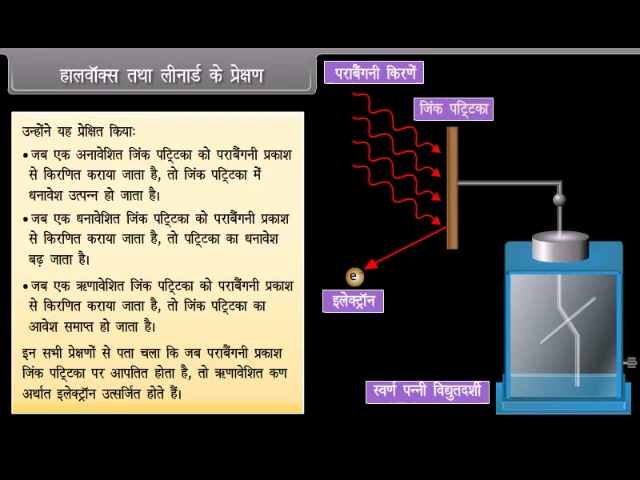 हालवॉक्स तथा लीनार्ड के प्रेक्षण
पराबैंगनी किरणें
जिंक पट्टिका
उन्होंने यह प्रेक्षित कियाः
• जब एक अनावेशित जिंक पट्टिका को पराबैंगनी प्रकाश
से किरणित कराया जाता है, तो जिंक पट्टिका में
धनावेश उत्पन्न हो जाता है।
• जब एक धनावेशित जिंक पट्टिका को पराबैंगनी प्रकाश
से किरणित कराया जाता है, तो पट्टिका का धनावेश
बढ़ जाता है।
• जब एक ऋणावेशित जिंक पट्टिका को पराबैंगनी प्रकाश
से किरणित कराया जाता है, तो जिंक पट्टिका का
आवेश समाप्त हो जाता है।
इन सभी प्रेक्षणों से पता चला कि जब पराबैंगनी प्रकाश
जिंक पट्टिका पर आपतित होता है, तो ऋणावेशित कण
अर्थात इलेक्ट्रॉन उत्सर्जित होते हैं।
e
इलेक्ट्रॉन
स्वर्ण पन्नी विद्युतदर्शी